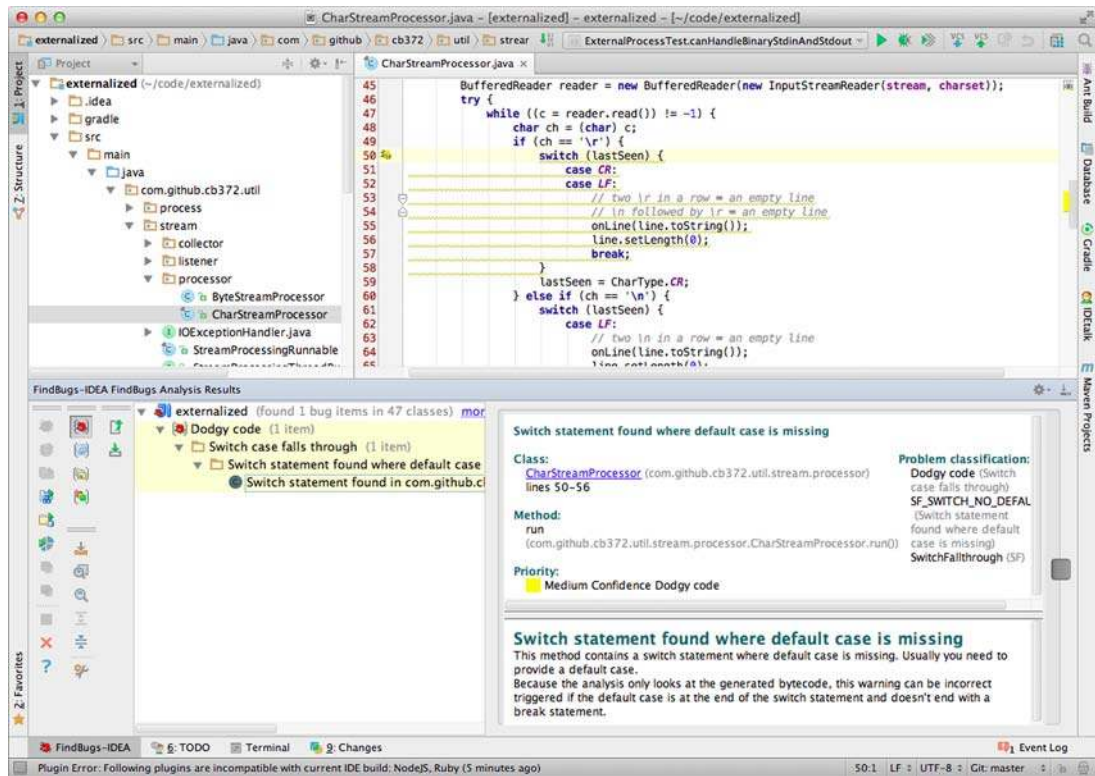 CharStreamProcessor.java - [externalized] - externalized - [~/code/externalized]
externalized src main java com github cb372 util strear ExternalProcessTest.canHandleBinaryStdinAndStdout
Project
CharStreamProcessor.java
1: Project
Z: Structure
2: Favorites
externalized (~/code/externalized)
.idea
gradle
src
main
java
com.github.cb372.util
process
stream
collector
listener
processor
ByteStreamProcessor
CharStreamProcessor
IOExceptionHandler.java
StreamProcessingRunnable
45 BufferedReader reader = new BufferedReader(new InputStreamReader(stream, charset));
46 try {
47 while ((c = reader.read()) != -1) {
48 char ch = (char) c;
49 if (ch == '\r') {
50 switch (lastSeen) {
51 case CR:
52 case LF:
53 // two \r in a row = an empty line
54 // \n followed by \r = an empty line
55 onLine(line.toString());
56 line.setLength(0);
57 break;
58 }
59 lastSeen = CharType.CR;
60 } else if (ch == '\n') {
61 switch (lastSeen) {
62 case LF:
63 // two \n in a row = an empty line
64 onLine(line.toString());
65 line.setLength(0);
Ant Build
Database
Gradle
IDEtalk
Maven Projects
FindBugs-IDEA FindBugs Analysis Results
externalized (found 1 bug items in 47 classes) mor
Dodgy code (1 item)
Switch case falls through (1 item)
Switch statement found where default case
Switch statement found in com.github.cl
Switch statement found where default case is missing
Class:
CharStreamProcessor (com.github.cb372.util.stream.processor)
lines 50-56
Method:
run
(com.github.cb372.util.stream.processor.CharStreamProcessor.run())
Priority:
Medium Confidence Dodgy code
Problem classification:
Dodgy code (Switch
case falls through)
SF_SWITCH_NO_DEFAL
(Switch statement
found where default
case is missing)
SwitchFallthrough (SF)
Switch statement found where default case is missing
This method contains a switch statement where default case is missing. Usually you need to
provide a default case.
Because the analysis only looks at the generated bytecode, this warning can be incorrect
triggered if the default case is at the end of the switch statement and doesn't end with a
break statement.
FindBugs-IDEA 6: TODO Terminal 9: Changes 1 Event Log
Plugin Error: Following plugins are incompatible with current IDE build: NodeJS, Ruby (5 minutes ago) 50:1 LF UTF-8 Git: master